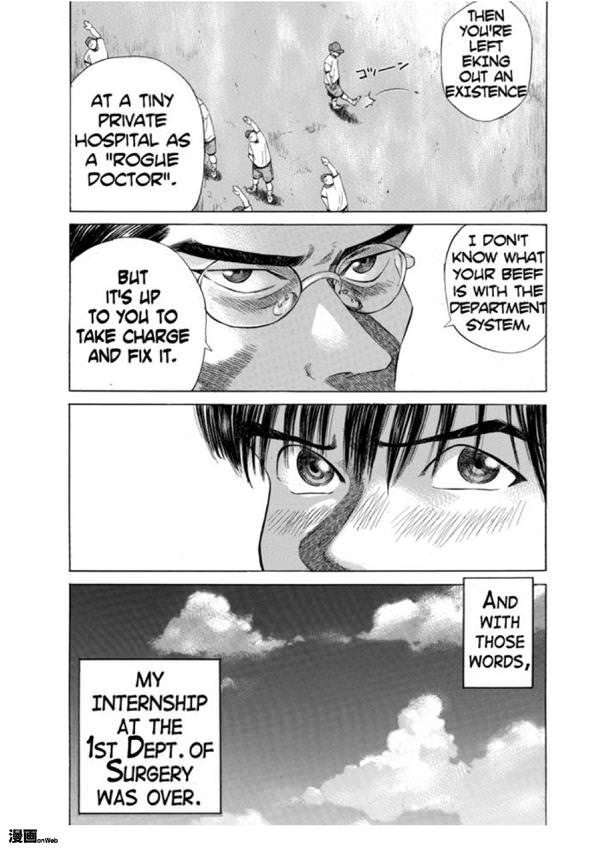 THEN
YOU'RE
LEFT
EKING
OUT AN
EXISTENCE
コツーン
AT A TINY
PRIVATE
HOSPITAL AS
A "ROGUE
DOCTOR".
I DON'T
KNOW WHAT
YOUR BEEF
IS WITH THE
DEPARTMENT
SYSTEM,
BUT
IT'S UP
TO YOU TO
TAKE CHARGE
AND FIX IT.
AND
WITH
THOSE
WORDS,
MY
INTERNSHIP
AT THE
1ST DEPT. OF
SURGERY
WAS OVER.
漫画onWeb